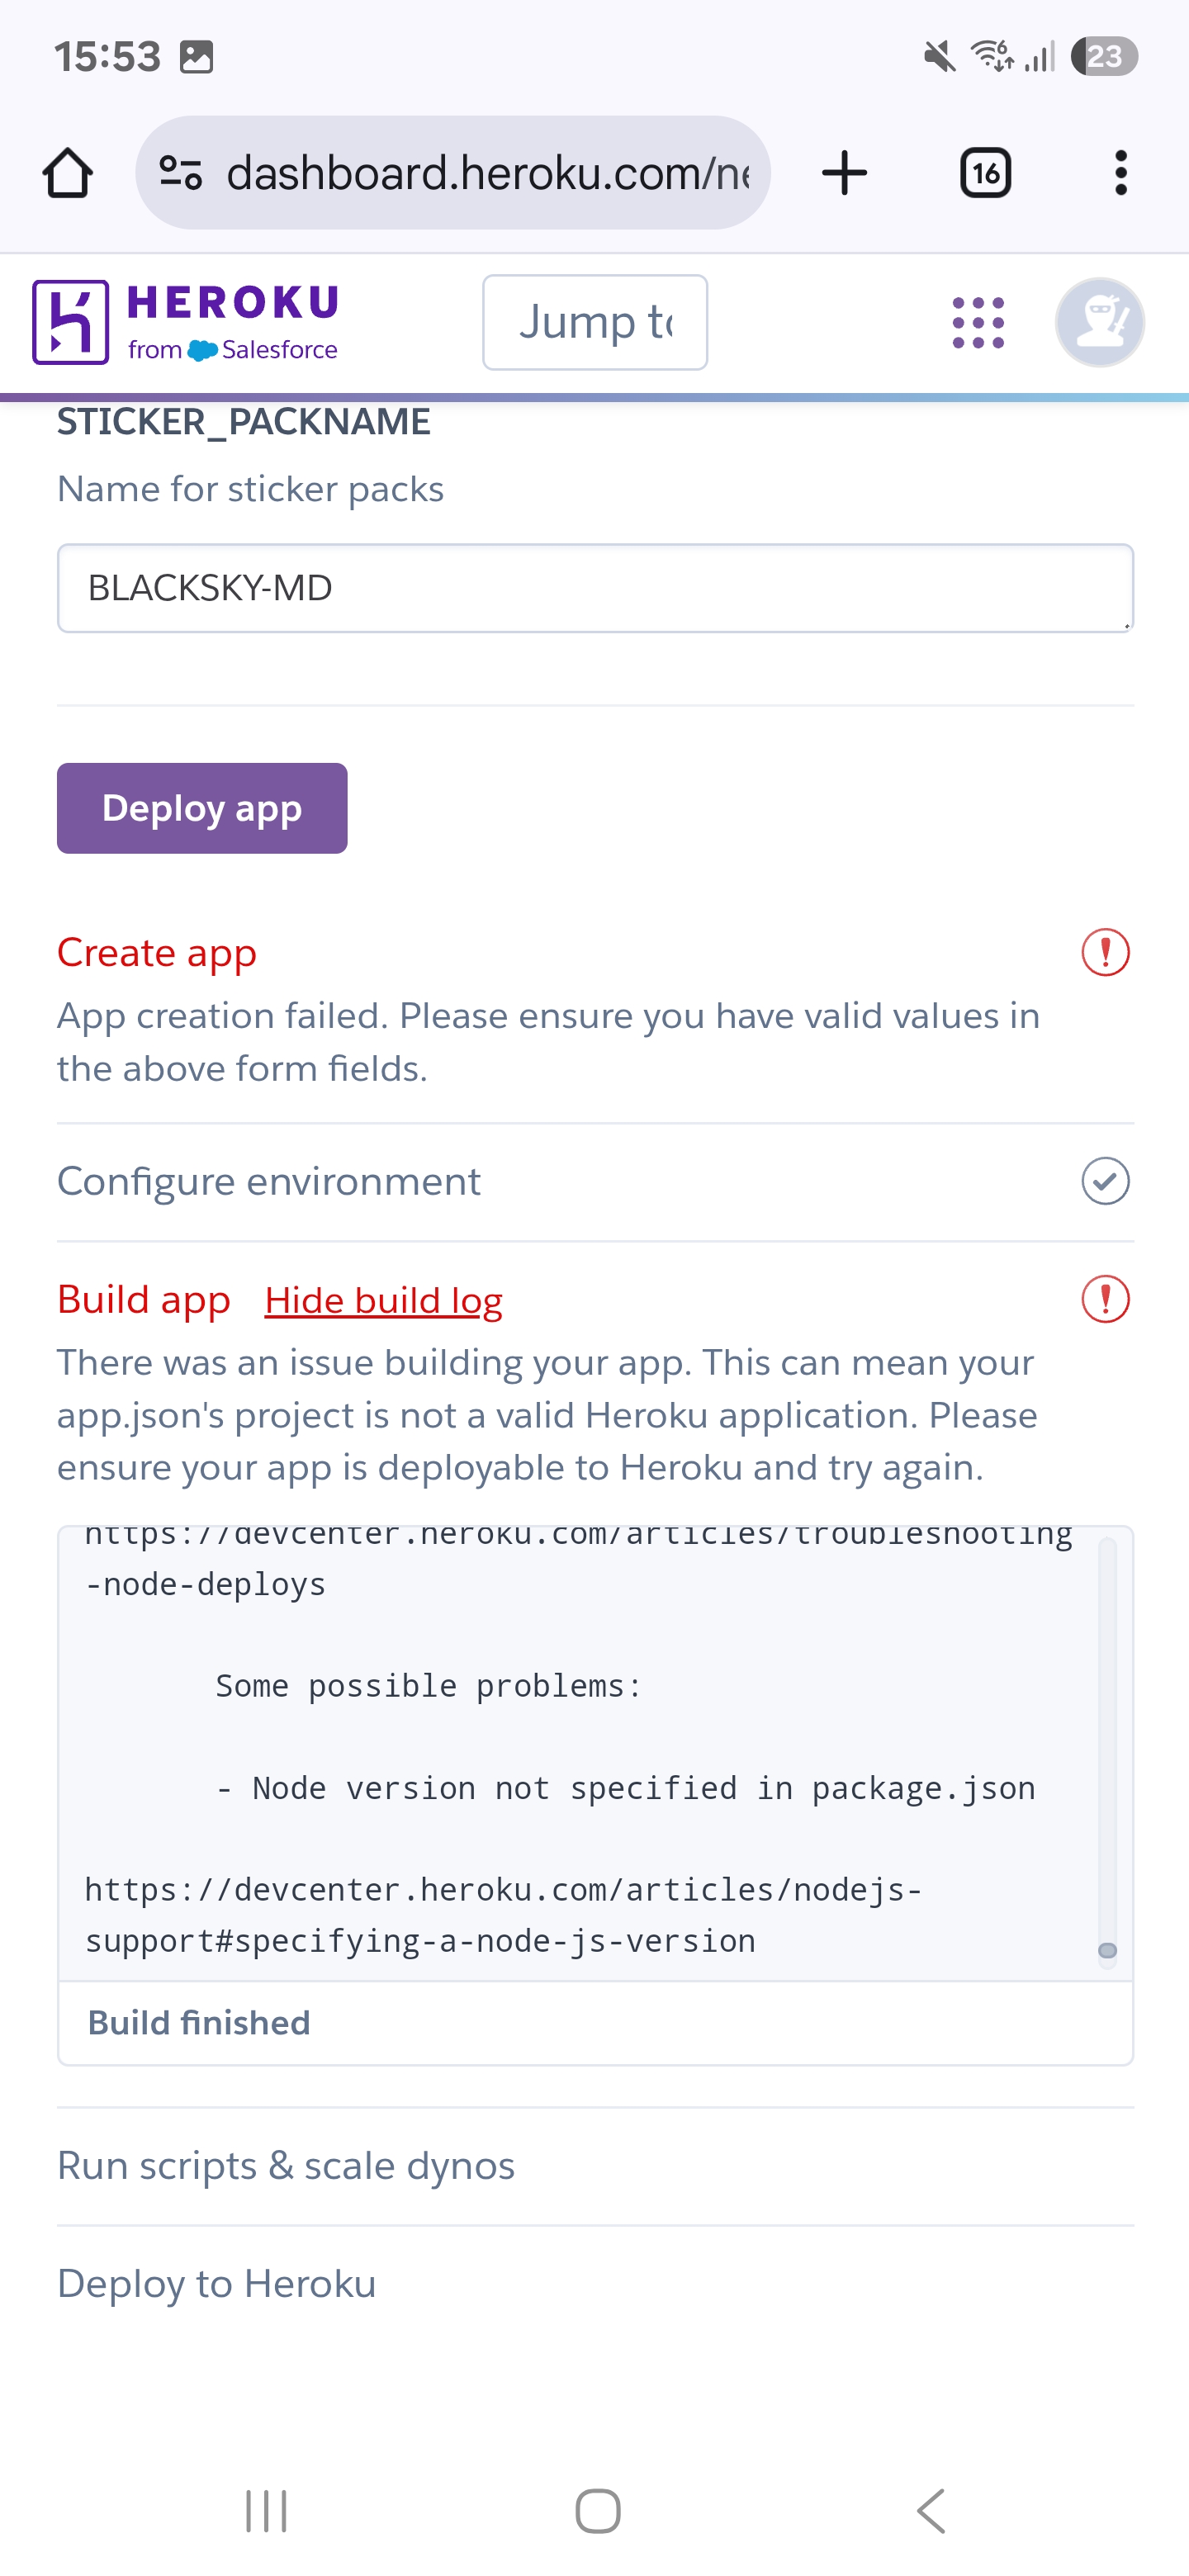 15:53
6
23
dashboard.heroku.com/ne
16
HEROKU
from Salesforce
Jump to
STICKER_PACKNAME
Name for sticker packs
BLACKSKY-MD
Deploy app
Create app
App creation failed. Please ensure you have valid values in
the above form fields.
Configure environment
Build app Hide build log
There was an issue building your app. This can mean your
app.json's project is not a valid Heroku application. Please
ensure your app is deployable to Heroku and try again.
https://devcenter.heroku.com/articles/troubleshooting
-node-deploys
Some possible problems:
- Node version not specified in package.json
https://devcenter.heroku.com/articles/nodejs-
support#specifying-a-node-js-version
Build finished
Run scripts & scale dynos
Deploy to Heroku